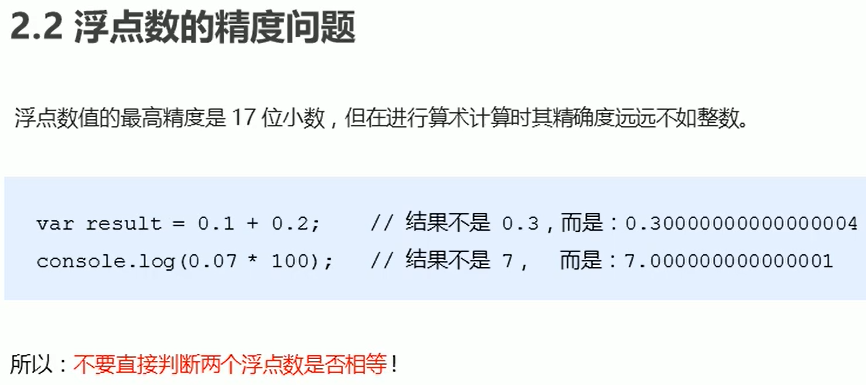 2.2 浮点数的精度问题
浮点数值的最高精度是 17 位小数，但在进行算术计算时其精确度远远不如整数。
var result = 0.1 + 0.2;    // 结果不是 0.3，而是：0.30000000000000004
console.log(0.07 * 100);   // 结果不是 7，  而是：7.000000000000001
所以：不要直接判断两个浮点数是否相等！